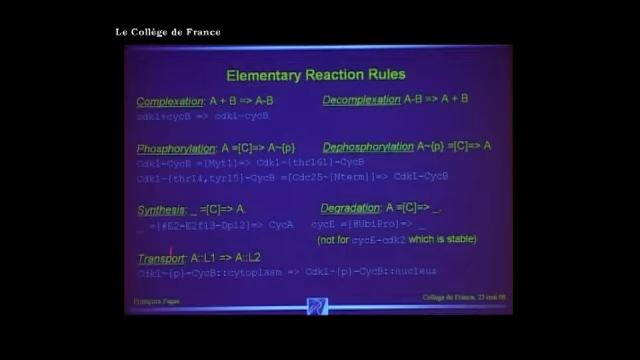 Le Collège de France
Elementary Reaction Rules
Complexation: A + B => A-B
Decomplexation A-B => A + B
cdk1+cycB => cdk1-cycB
Phosphorylation: A =[C]=> A~{p}
Dephosphorylation A~{p} =[C]=> A
Cdk1-CycB =[Myt1]=> Cdk1~{thr161}-CycB
Cdk1~{thr14,tyr15}-CycB =[Cdc25~{Nterm}]=> Cdk1-CycB
Synthesis: _ =[C]=> A.
Degradation: A =[C]=> _.
_ =[#E2-E2f13-Dp12]=> CycA
cycE =[#UbiPro]=> _
(not for cycE-cdk2 which is stable)
Transport: A::L1 => A::L2
Cdk1~{p}-CycB::cytoplasm => Cdk1~{p}-CycB::nucleus
François Fages
Collège de France, 23 mai 08